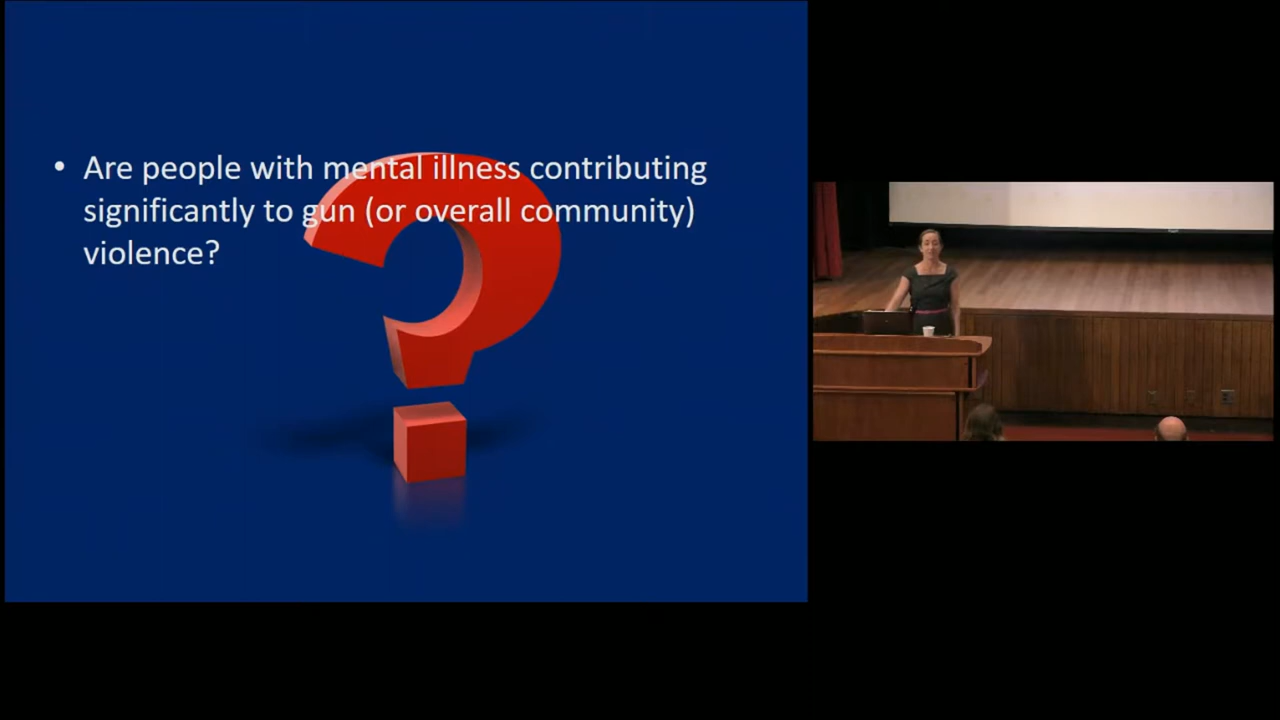 • Are people with mental illness contributing
significantly to gun (or overall community)
violence?